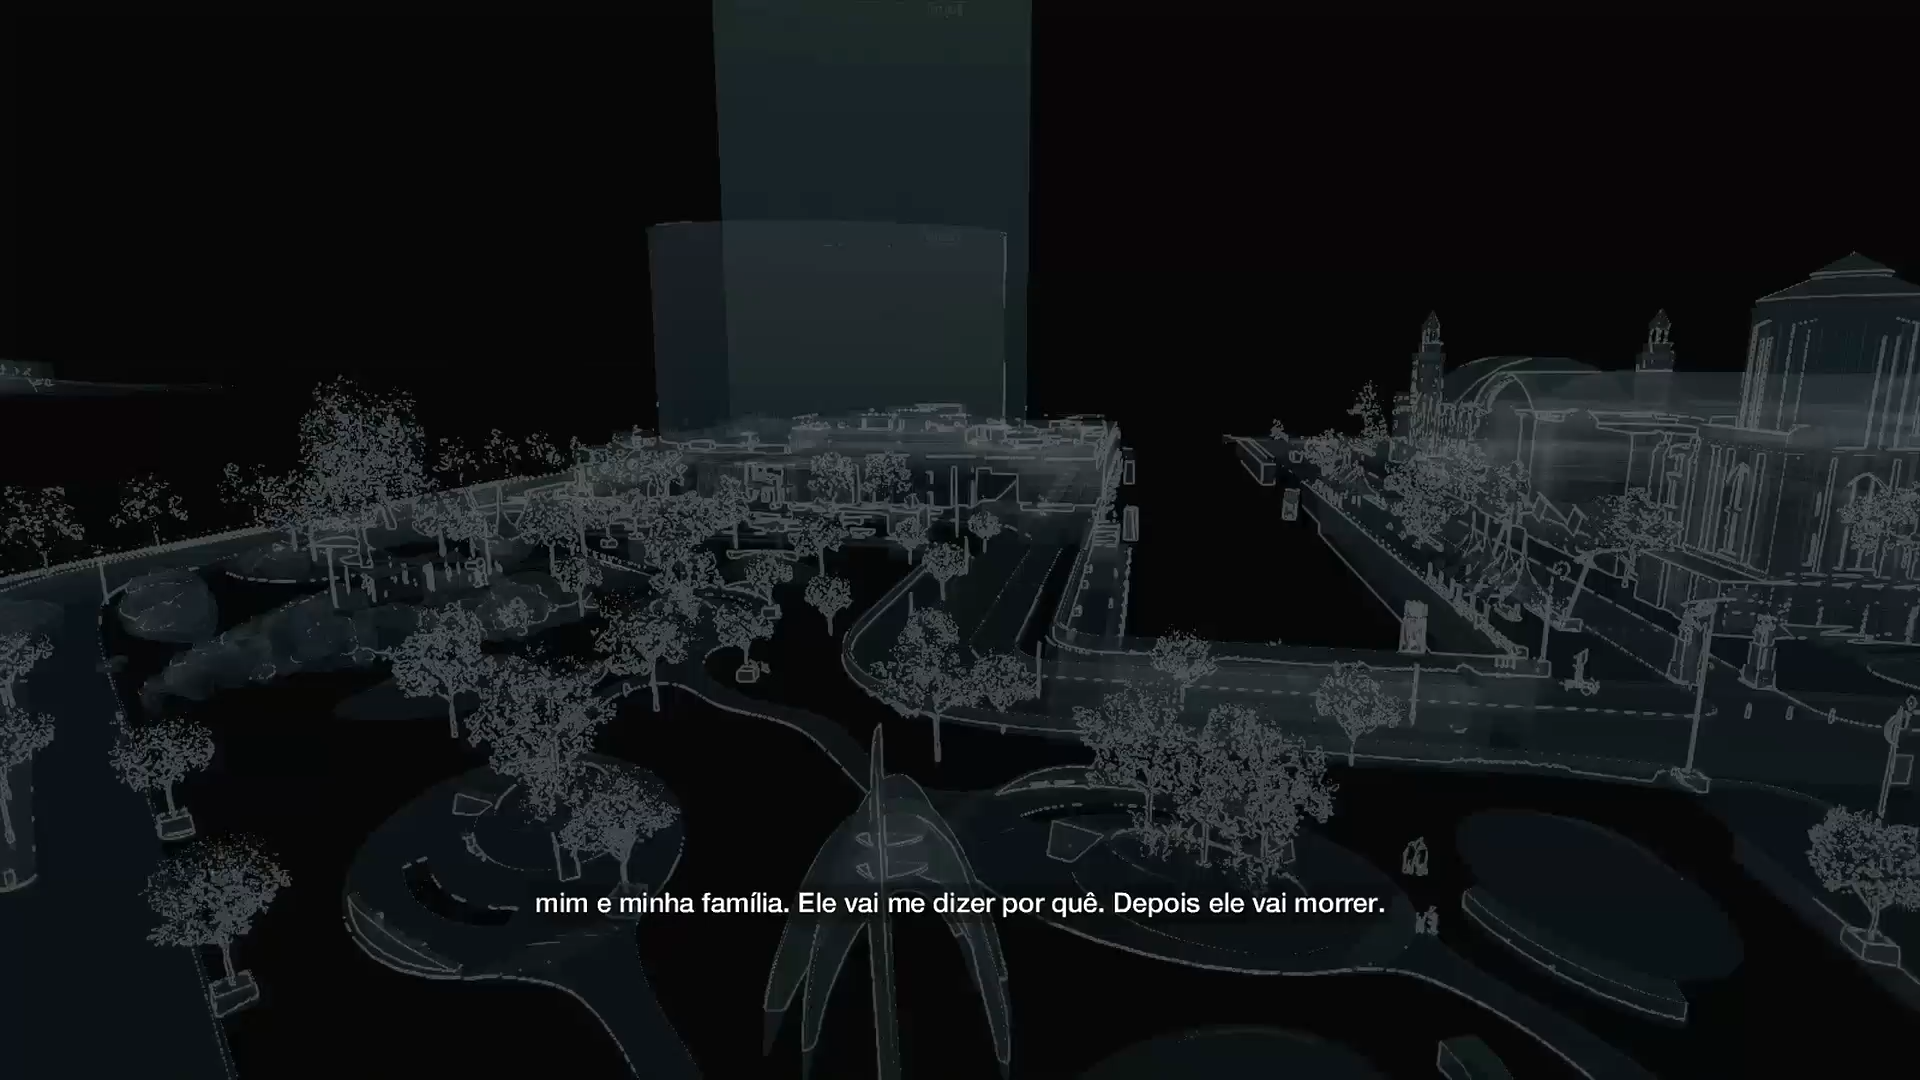 mim e minha família. Ele vai me dizer por quê. Depois ele vai morrer.